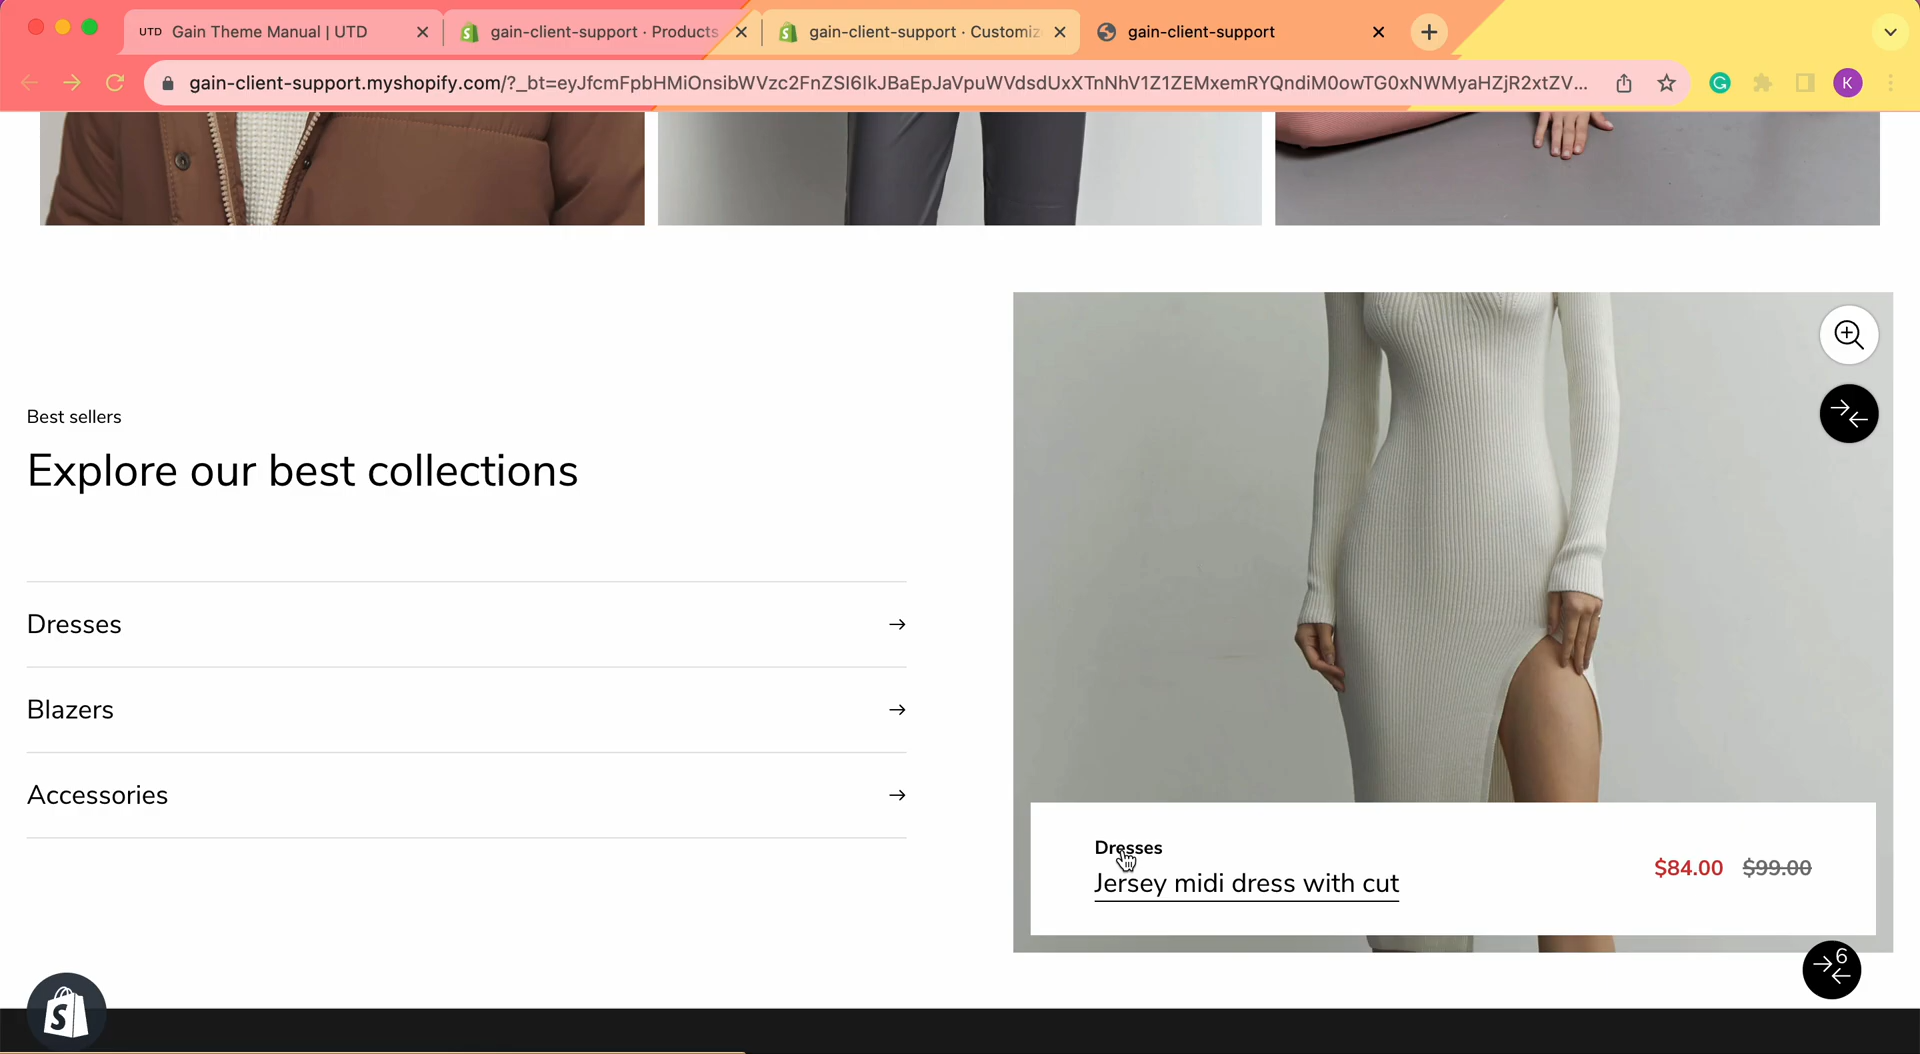 UTD Gain Theme Manual | UTD
gain-client-support · Products
gain-client-support · Customiz
gain-client-support
gain-client-support.myshopify.com/?_bt=eyJfcmFpbHMiOnsibWVzc2FnZSI6IkJBaEpJaVpuWVdsdUxXTnNhV1Z1ZEMxemRYQndiM0owTG0xNWMyaHZjR2xtZV...
K
Best sellers
Explore our best collections
Dresses
Blazers
Accessories
Dresses
Jersey midi dress with cut
$84.00 $99.00
6